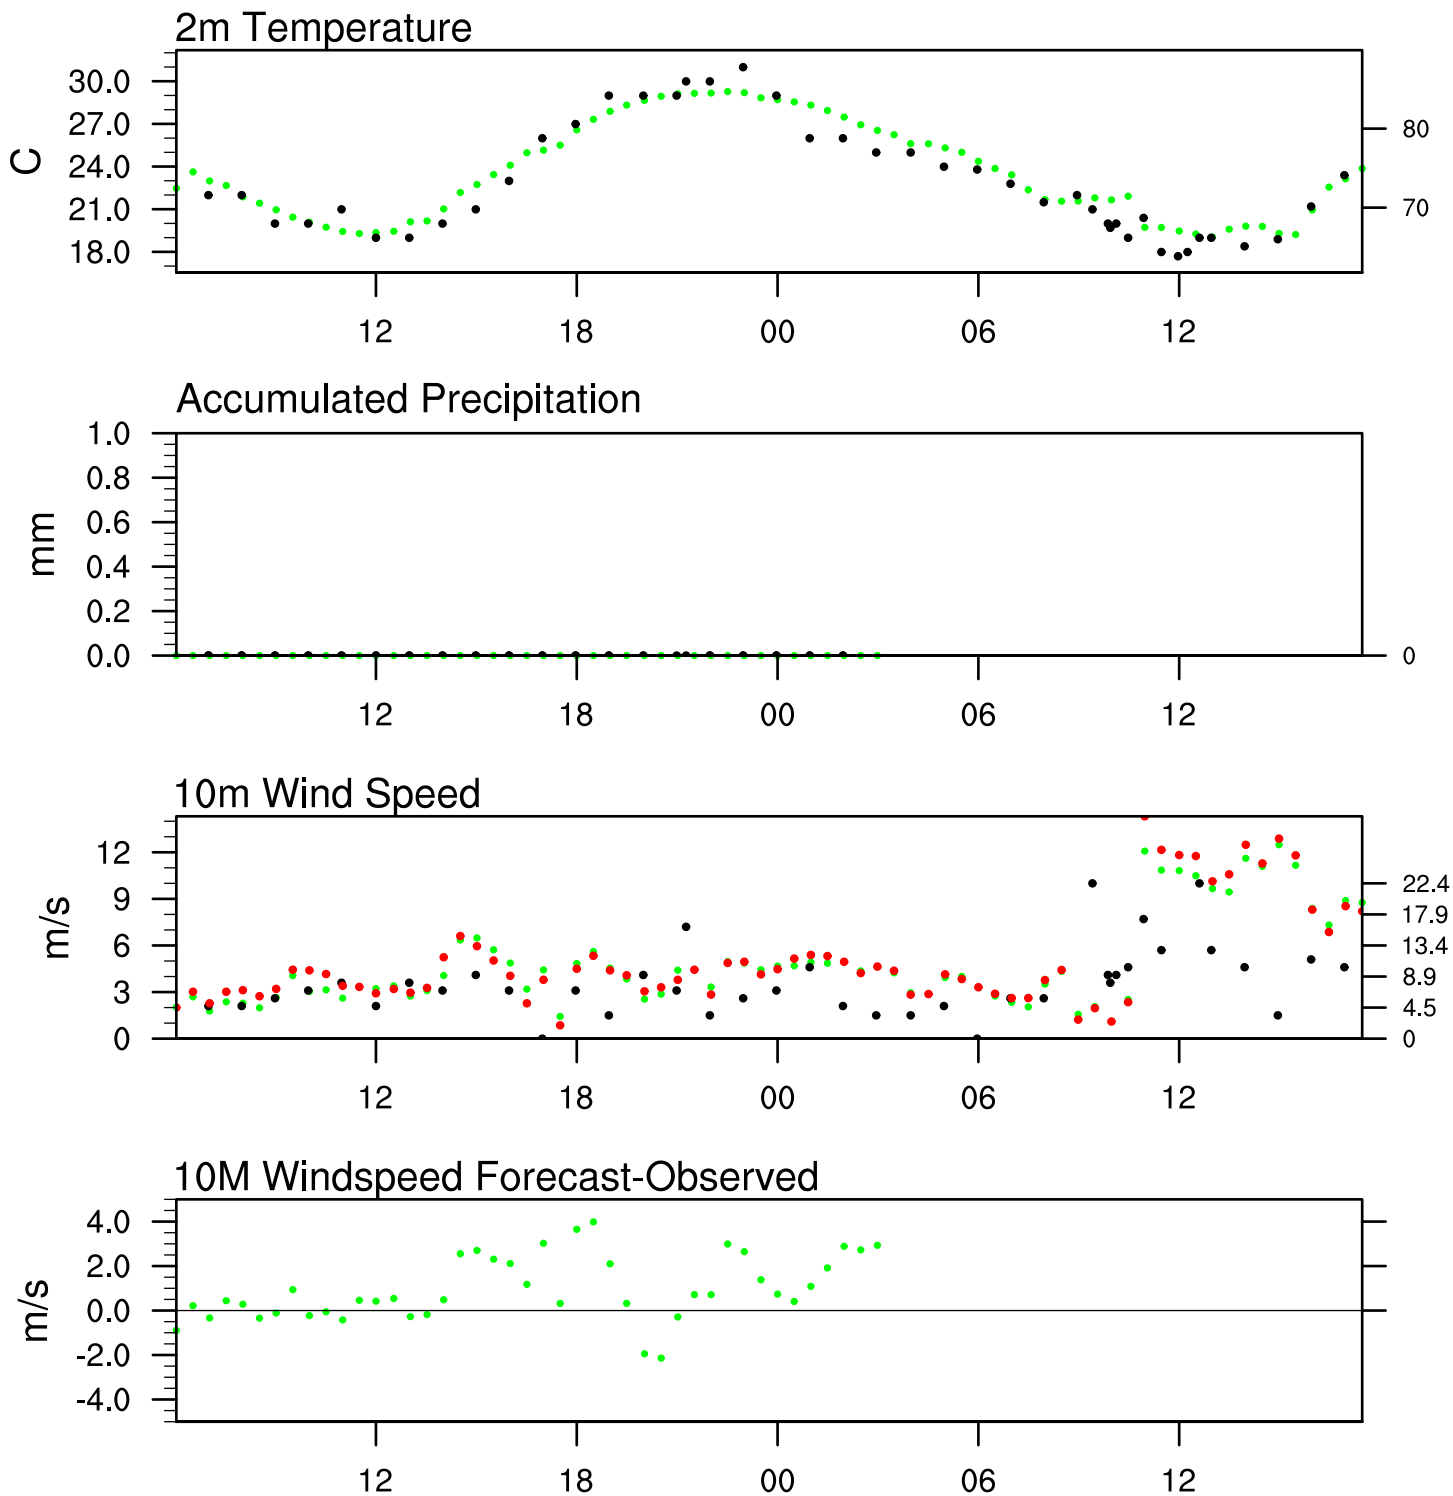 2m Temperature
30.0
27.0
24.0
21.0
18.0
C
80
70
12 18 00 06 12
Accumulated Precipitation
1.0
0.8
0.6
0.4
0.2
0.0
mm
0
12 18 00 06 12
10m Wind Speed
12
9
6
3
0
m/s
22.4
17.9
13.4
8.9
4.5
0
12 18 00 06 12
10M Windspeed Forecast-Observed
4.0
2.0
0.0
-2.0
-4.0
m/s
12 18 00 06 12